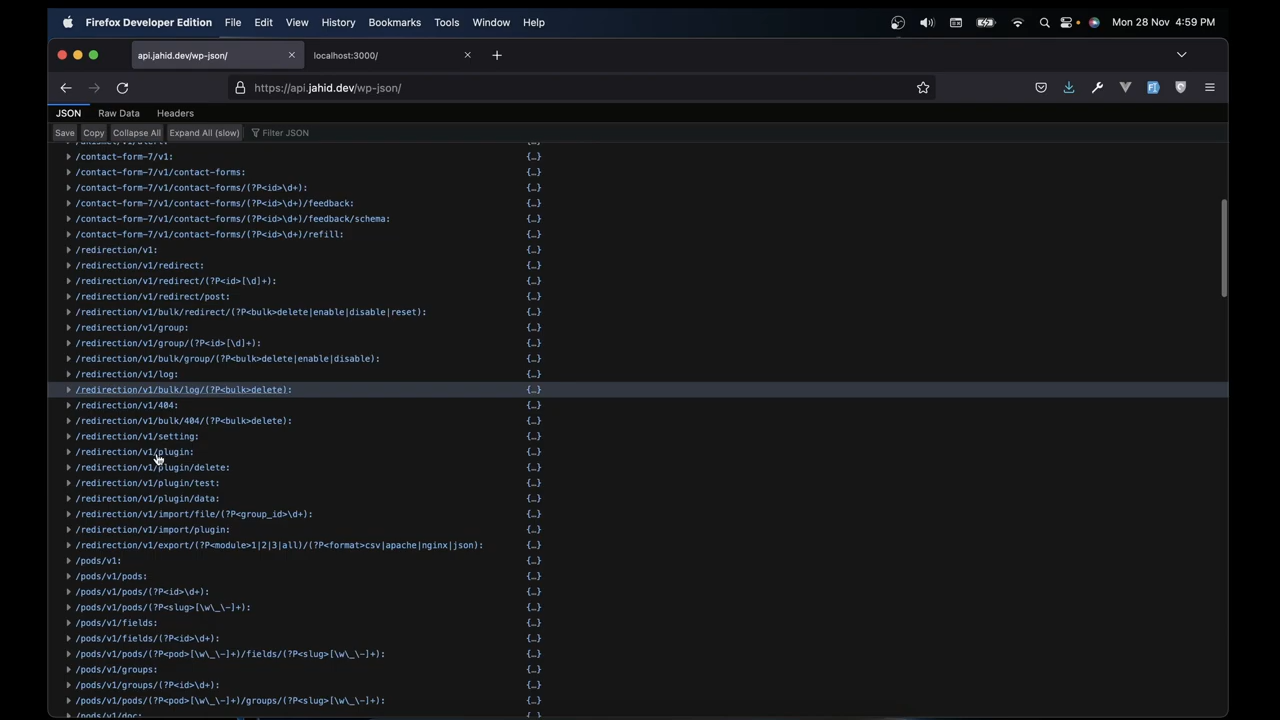 Firefox Developer Edition File Edit View History Bookmarks Tools Window Help Mon 28 Nov 4:59 PM
api.jahid.dev/wp-json/ localhost:3000/
https://api.jahid.dev/wp-json/
JSON Raw Data Headers
Save Copy Collapse All Expand All (slow) Filter JSON
/contact-form-7/v1: {…}
/contact-form-7/v1/contact-forms: {…}
/contact-form-7/v1/contact-forms/(?P<id>\d+): {…}
/contact-form-7/v1/contact-forms/(?P<id>\d+)/feedback: {…}
/contact-form-7/v1/contact-forms/(?P<id>\d+)/feedback/schema: {…}
/contact-form-7/v1/contact-forms/(?P<id>\d+)/refill: {…}
/redirection/v1: {…}
/redirection/v1/redirect: {…}
/redirection/v1/redirect/(?P<id>[\d]+): {…}
/redirection/v1/redirect/post: {…}
/redirection/v1/bulk/redirect/(?P<bulk>delete|enable|disable|reset): {…}
/redirection/v1/group: {…}
/redirection/v1/group/(?P<id>[\d]+): {…}
/redirection/v1/bulk/group/(?P<bulk>delete|enable|disable): {…}
/redirection/v1/log: {…}
/redirection/v1/bulk/log/(?P<bulk>delete): {…}
/redirection/v1/404: {…}
/redirection/v1/bulk/404/(?P<bulk>delete): {…}
/redirection/v1/setting: {…}
/redirection/v1/plugin: {…}
/redirection/v1/plugin/delete: {…}
/redirection/v1/plugin/test: {…}
/redirection/v1/plugin/data: {…}
/redirection/v1/import/file/(?P<group_id>\d+): {…}
/redirection/v1/import/plugin: {…}
/redirection/v1/export/(?P<module>1|2|3|all)/(?P<format>csv|apache|nginx|json): {…}
/pods/v1: {…}
/pods/v1/pods: {…}
/pods/v1/pods/(?P<id>\d+): {…}
/pods/v1/pods/(?P<slug>[\w\_\-]+): {…}
/pods/v1/fields: {…}
/pods/v1/fields/(?P<id>\d+): {…}
/pods/v1/pods/(?P<pod>[\w\_\-]+)/fields/(?P<slug>[\w\_\-]+): {…}
/pods/v1/groups: {…}
/pods/v1/groups/(?P<id>\d+): {…}
/pods/v1/pods/(?P<pod>[\w\_\-]+)/groups/(?P<slug>[\w\_\-]+): {…}
/pods/v1/doc: {…}